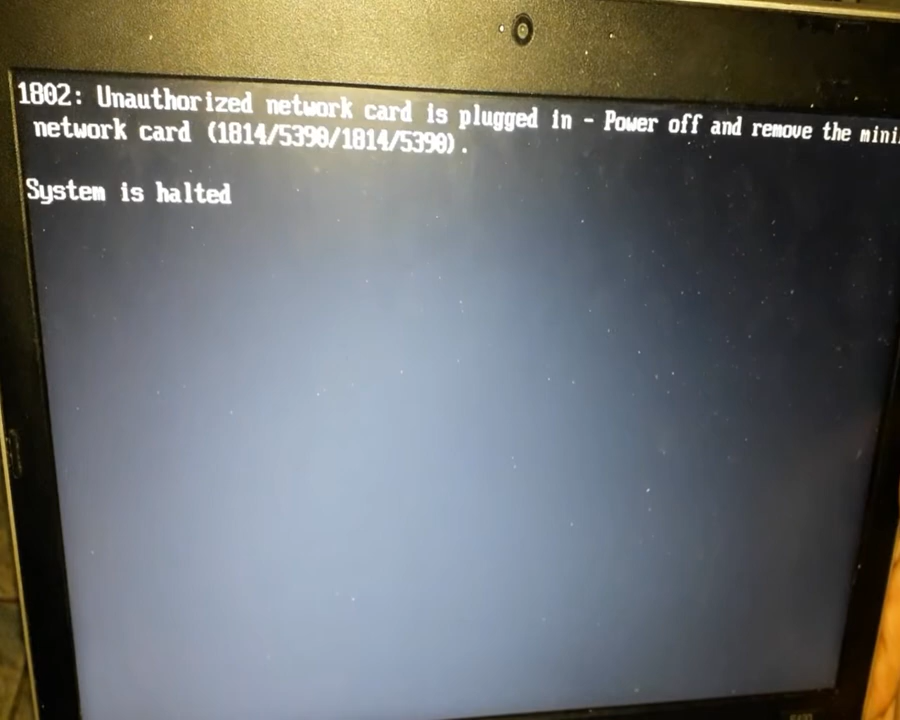 1802: Unauthorized network card is plugged in - Power off and remove the mini
network card (1814/5390/1814/5390).
System is halted